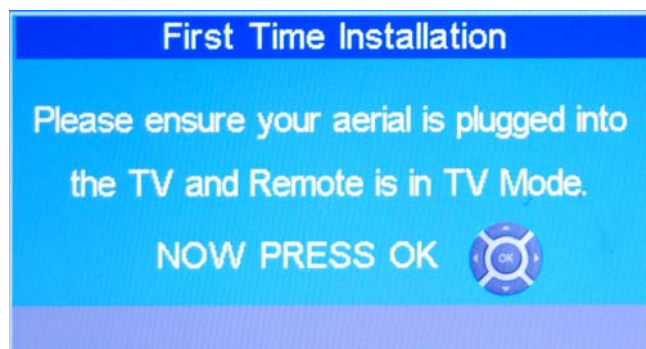 First Time Installation
Please ensure your aerial is plugged into
the TV and Remote is in TV Mode.
NOW PRESS OK OK